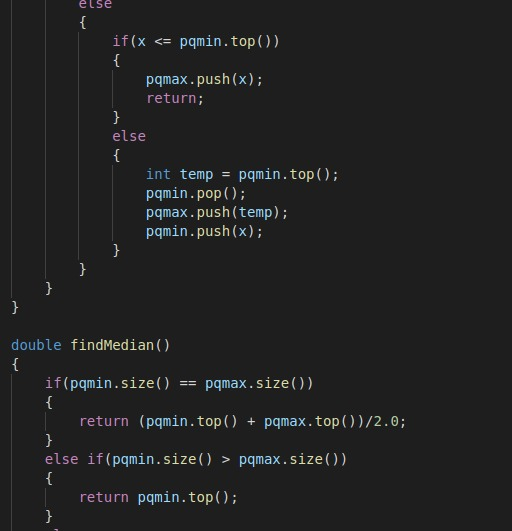 else
{
if(x <= pqmin.top())
{
pqmax.push(x);
return;
}
else
{
int temp = pqmin.top();
pqmin.pop();
pqmax.push(temp);
pqmin.push(x);
}
}
}
}
double findMedian()
{
if(pqmin.size() == pqmax.size())
{
return (pqmin.top() + pqmax.top())/2.0;
}
else if(pqmin.size() > pqmax.size())
{
return pqmin.top();
}